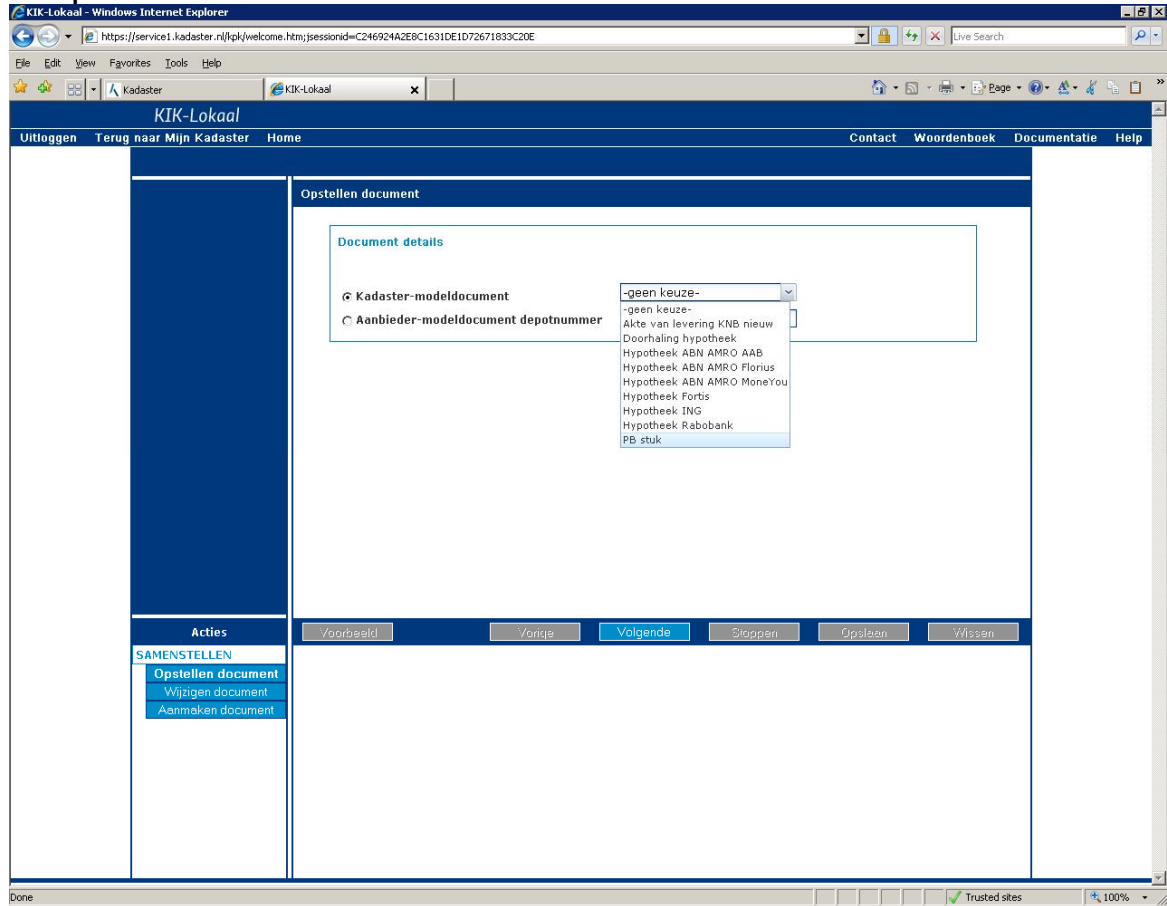 KIK-Lokaal - Windows Internet Explorer
https://service1.kadaster.nl/kpk/welcome.htm;jsessionid=C246924A2E8C1631DE1D72671833C20E
Live Search
File Edit View Favorites Tools Help
Kadaster
KIK-Lokaal
Page
KIK-Lokaal
Uitloggen Terug naar Mijn Kadaster Home Contact Woordenboek Documentatie Help
Opstellen document
Document details
Kadaster-modeldocument
-geen keuze-
Aanbieder-modeldocument depotnummer
-geen keuze-
Akte van levering KNB nieuw
Doorhaling hypotheek
Hypotheek ABN AMRO AAB
Hypotheek ABN AMRO Florius
Hypotheek ABN AMRO MoneYou
Hypotheek Fortis
Hypotheek ING
Hypotheek Rabobank
PB stuk
Acties
Voorbeeld Vorige Volgende Stoppen Opslaan Wissen
SAMENSTELLEN
Opstellen document
Wijzigen document
Aanmaken document
Done
Trusted sites
100%